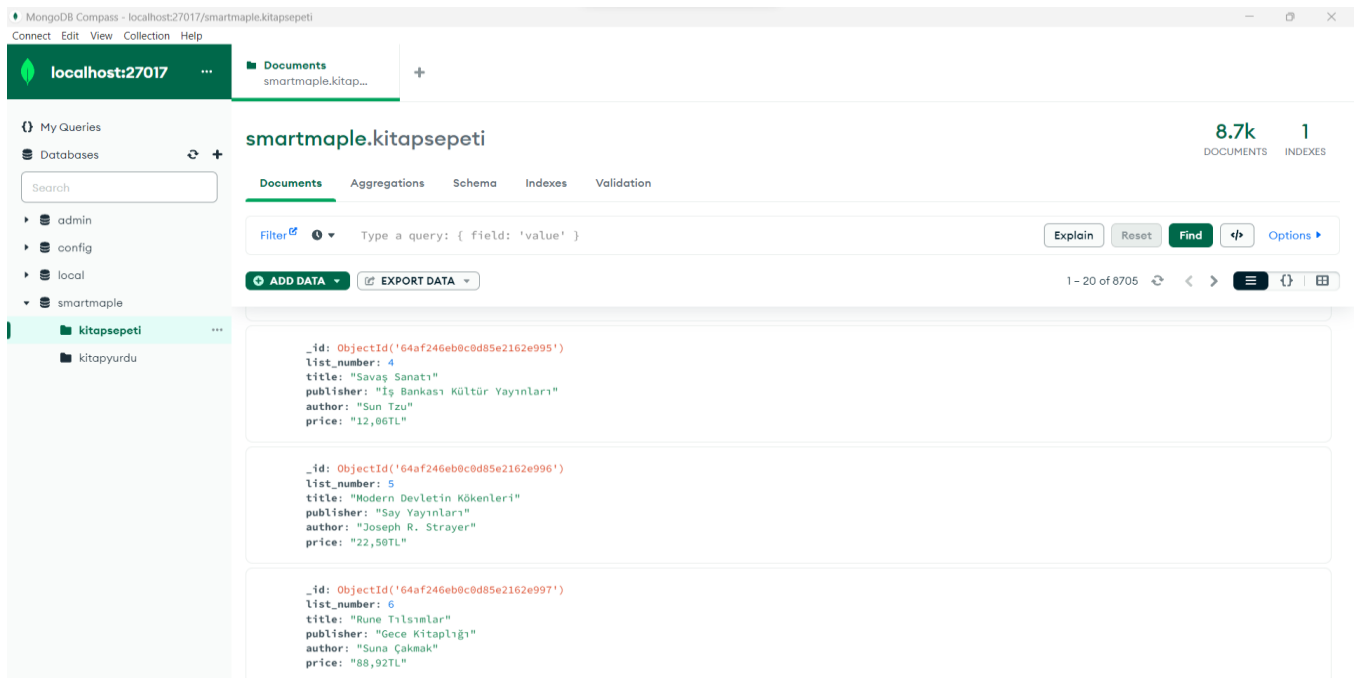 MongoDB Compass - localhost:27017/smartmaple.kitapsepeti
Connect Edit View Collection Help
localhost:27017 ...
Documents
smartmaple.kitap...
{} My Queries
Databases
Search
admin
config
local
smartmaple
kitapsepeti
kitapyurdu
smartmaple.kitapsepeti
8.7k
DOCUMENTS
1
INDEXES
Documents Aggregations Schema Indexes Validation
Filter Type a query: { field: 'value' } Explain Reset Find </> Options
ADD DATA EXPORT DATA 1 – 20 of 8705 {}
_id: ObjectId('64af246eb0c0d85e2162e995')
list_number: 4
title: "Savaş Sanatı"
publisher: "İş Bankası Kültür Yayınları"
author: "Sun Tzu"
price: "12,06TL"
_id: ObjectId('64af246eb0c0d85e2162e996')
list_number: 5
title: "Modern Devletin Kökenleri"
publisher: "Say Yayınları"
author: "Joseph R. Strayer"
price: "22,50TL"
_id: ObjectId('64af246eb0c0d85e2162e997')
list_number: 6
title: "Rune Tılsımlar"
publisher: "Gece Kitaplığı"
author: "Suna Çakmak"
price: "88,92TL"